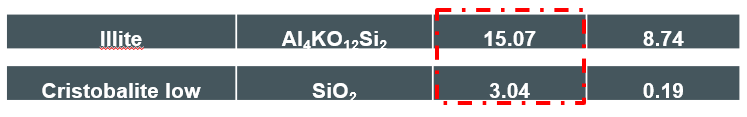 Illite Al₄KO₁₂Si₂ 15.07 8.74
Cristobalite low SiO₂ 3.04 0.19